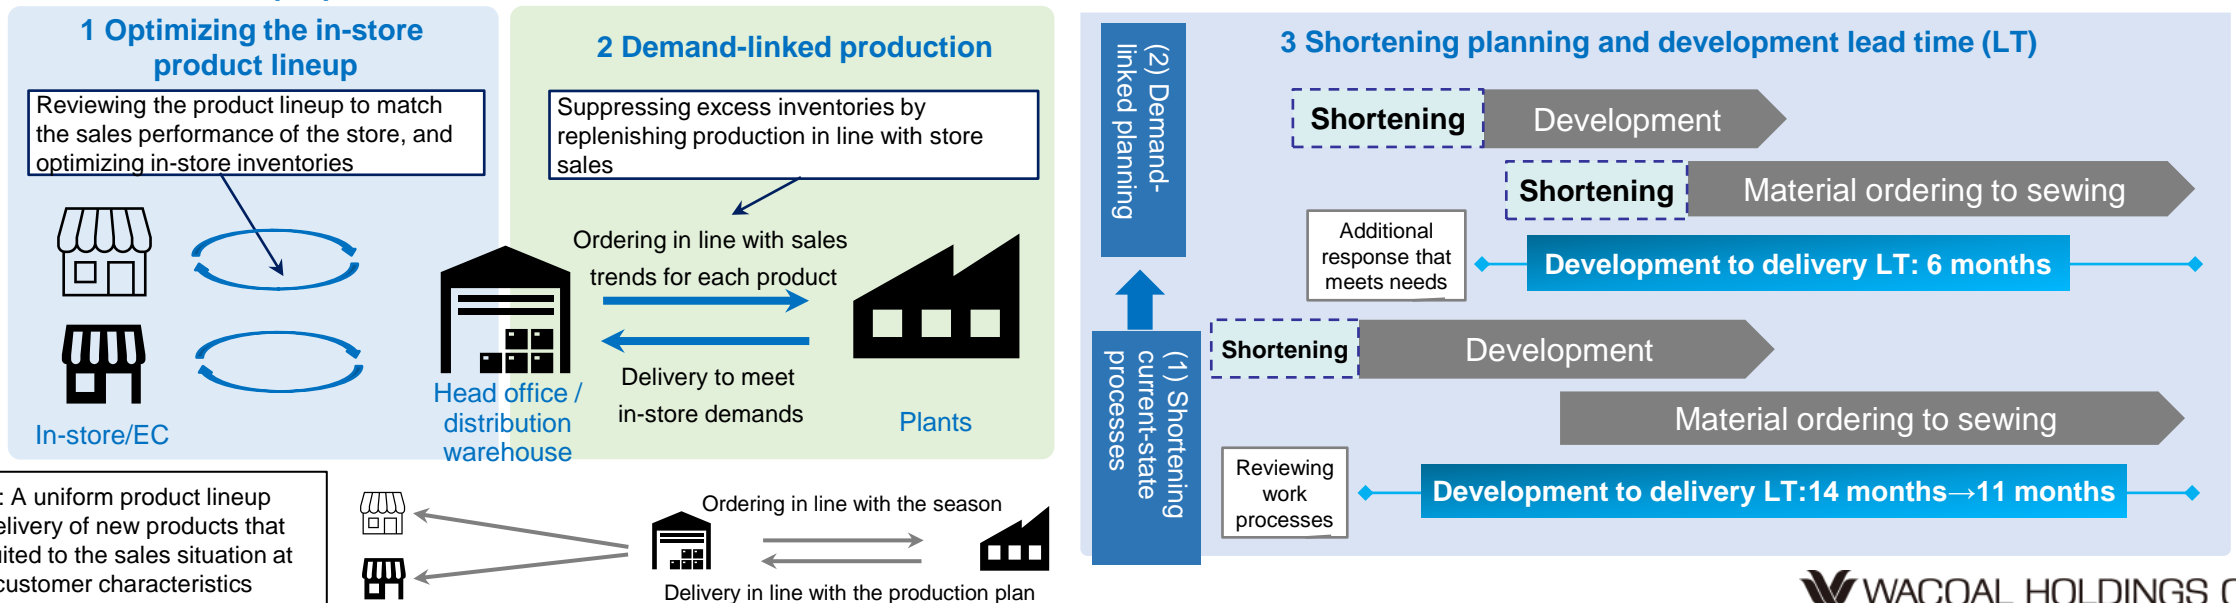 1 Optimizing the in-store
product lineup
Reviewing the product lineup to match
the sales performance of the store, and
optimizing in-store inventories
In-store/EC
2 Demand-linked production
Suppressing excess inventories by
replenishing production in line with store
sales
Ordering in line with sales
trends for each product
Delivery to meet
in-store demands
Head office /
distribution
warehouse
Plants
: A uniform product lineup
elivery of new products that
uited to the sales situation at
customer characteristics
Ordering in line with the season
Delivery in line with the production plan
3 Shortening planning and development lead time (LT)
(2) Demand-
linked planning
Shortening
Development
Shortening
Material ordering to sewing
Additional
response that
meets needs
Development to delivery LT: 6 months
(1) Shortening
current-state
processes
Shortening
Development
Material ordering to sewing
Reviewing
work
processes
Development to delivery LT:14 months→11 months
WACOAL HOLDINGS C